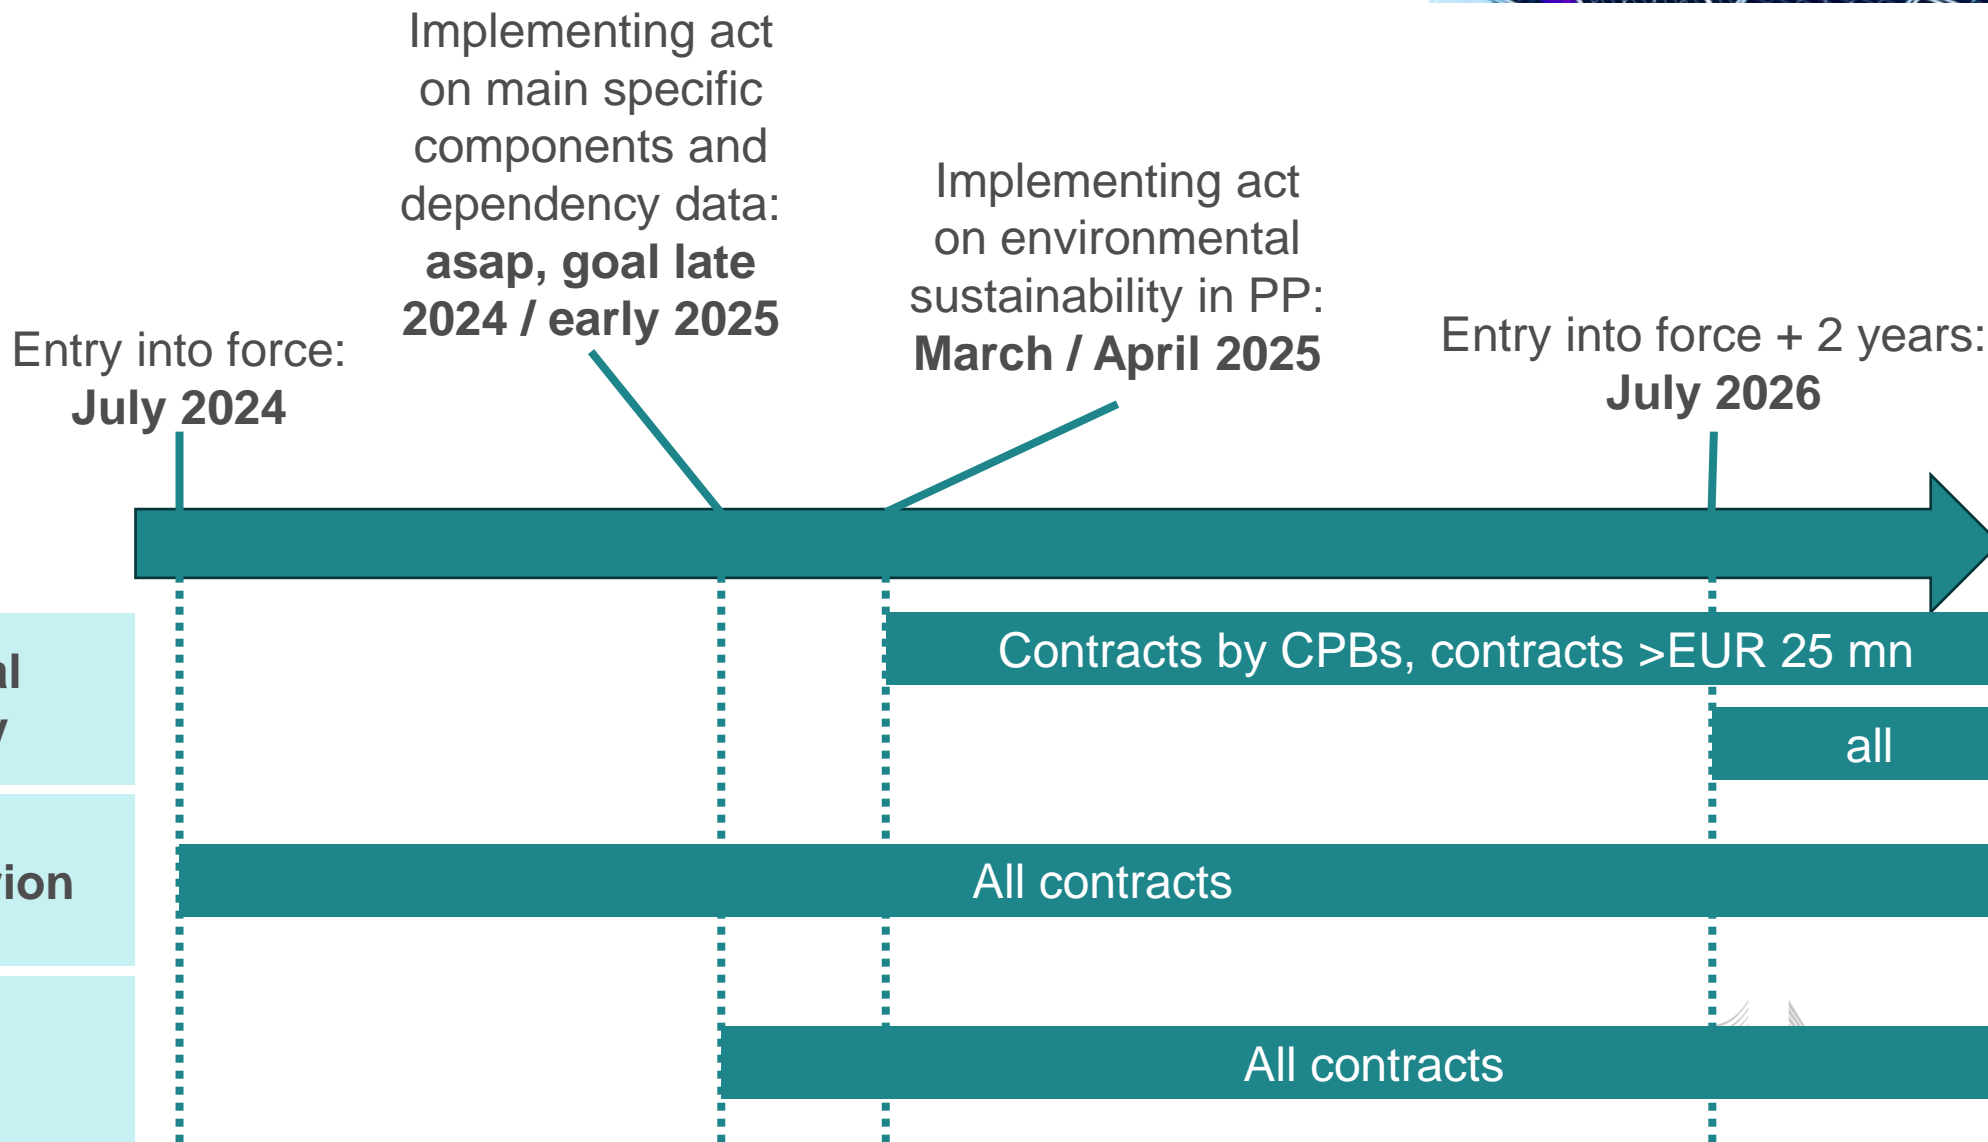 Implementing act
on main specific
components and
dependency data:
asap, goal late
2024 / early 2025
Implementing act
on environmental
sustainability in PP:
March / April 2025
Entry into force:
July 2024
Entry into force + 2 years:
July 2026
al
y
Contracts by CPBs, contracts >EUR 25 mn
all
ion
All contracts
All contracts